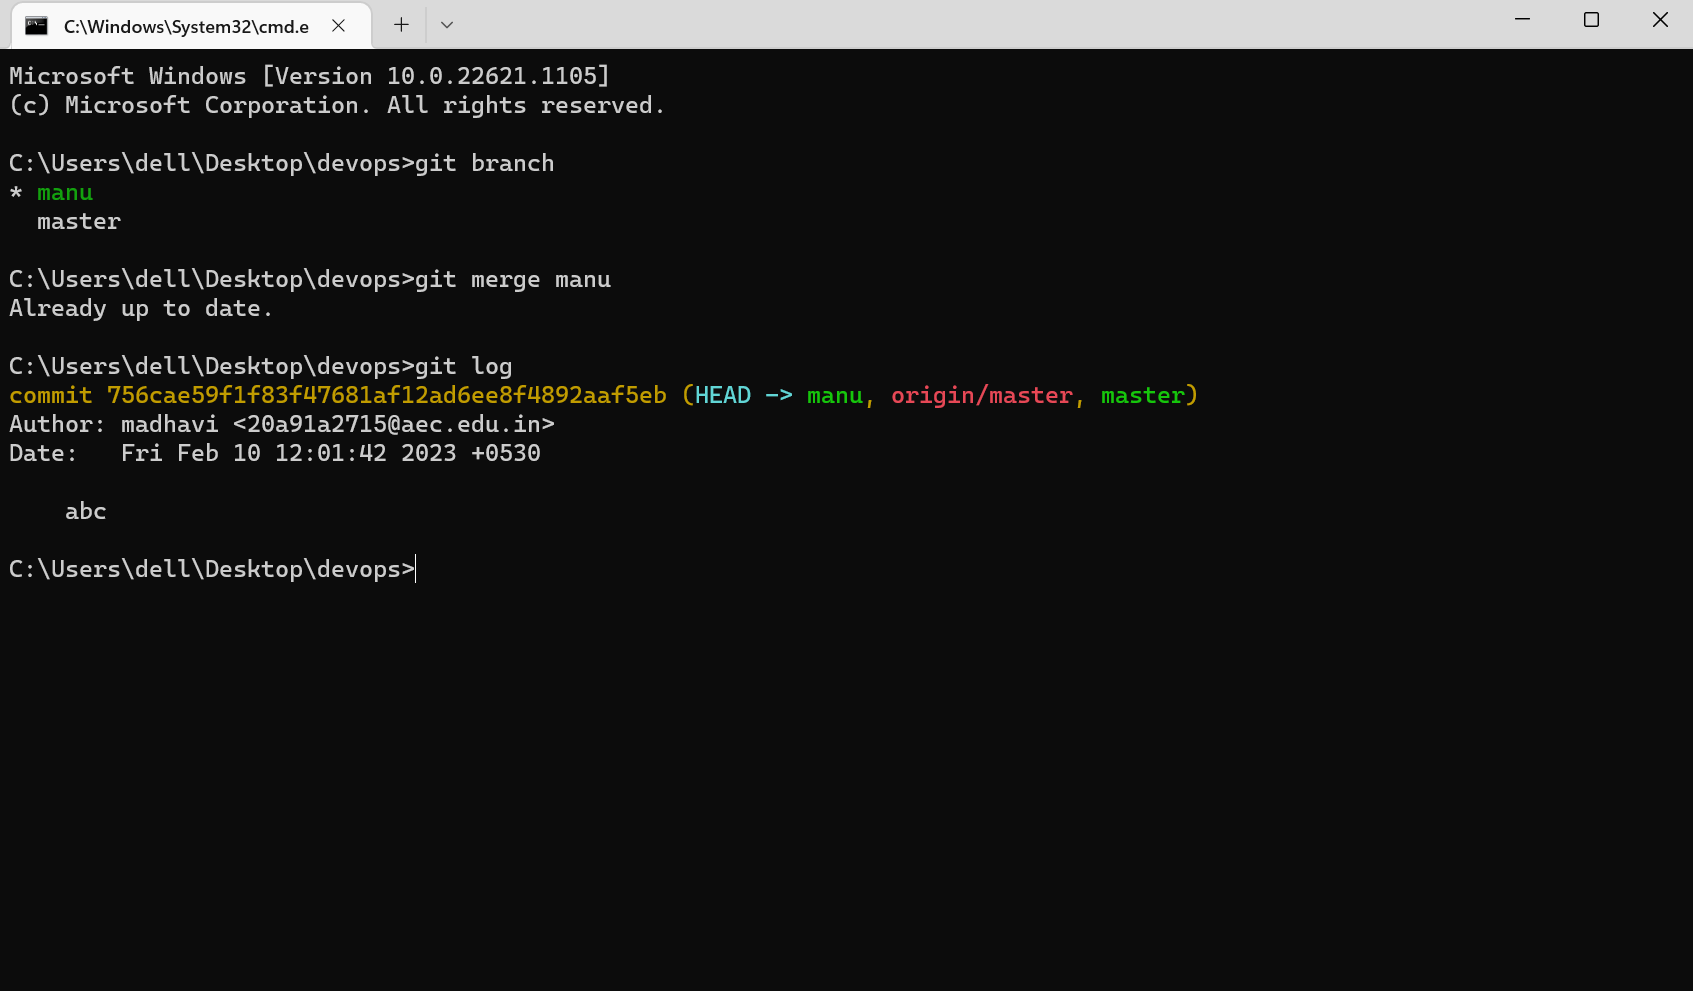 C:\Windows\System32\cmd.e
Microsoft Windows [Version 10.0.22621.1105]
(c) Microsoft Corporation. All rights reserved.
C:\Users\dell\Desktop\devops>git branch
* manu
  master
C:\Users\dell\Desktop\devops>git merge manu
Already up to date.
C:\Users\dell\Desktop\devops>git log
commit 756cae59f1f83f47681af12ad6ee8f4892aaf5eb (HEAD -> manu, origin/master, master)
Author: madhavi <20a91a2715@aec.edu.in>
Date:   Fri Feb 10 12:01:42 2023 +0530
    abc
C:\Users\dell\Desktop\devops>